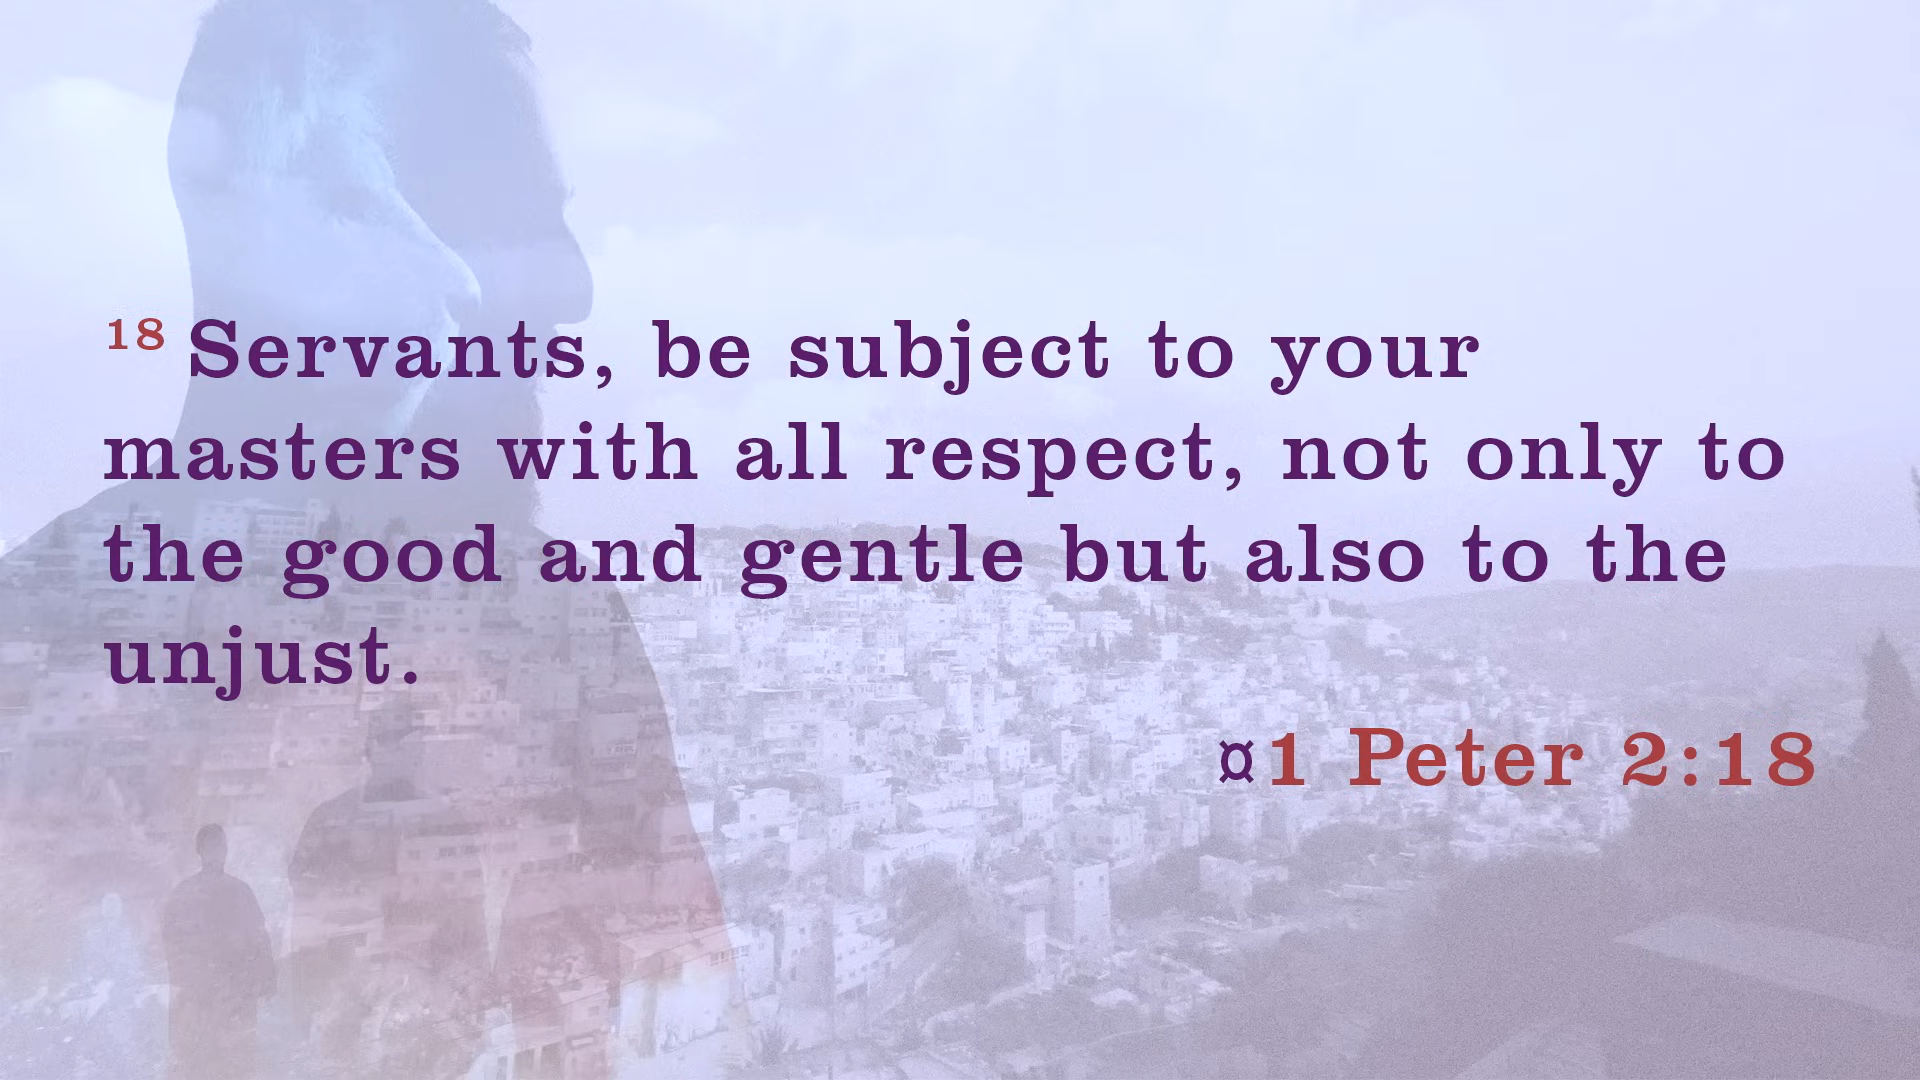 18 Servants, be subject to your
masters with all respect, not only to
the good and gentle but also to the
unjust.
¤1 Peter 2:18